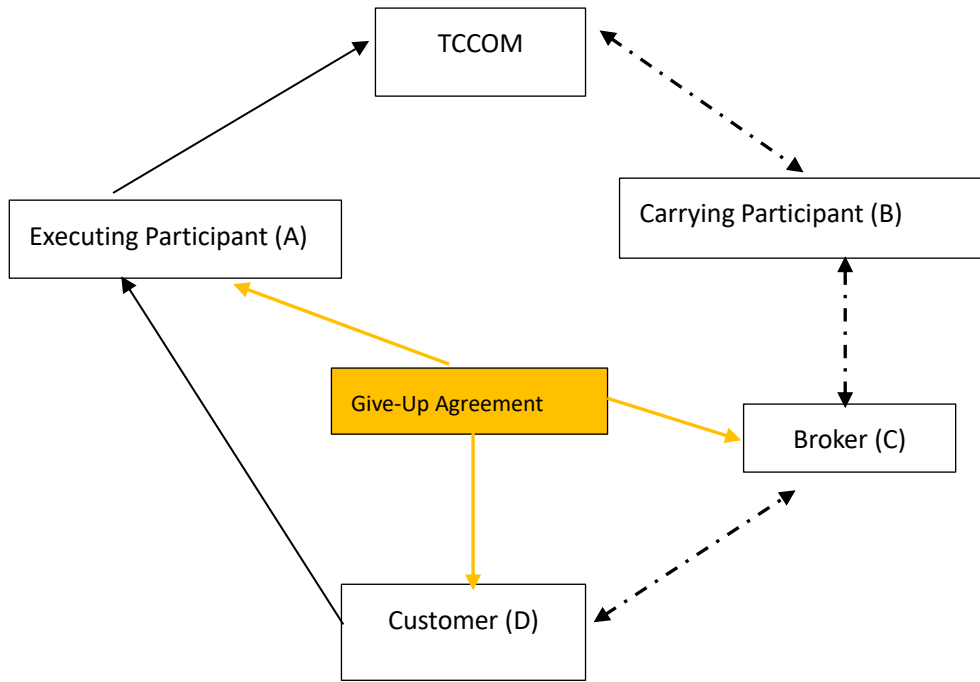 TCCOM
Executing Participant (A)
Carrying Participant (B)
Give-Up Agreement
Broker (C)
Customer (D)